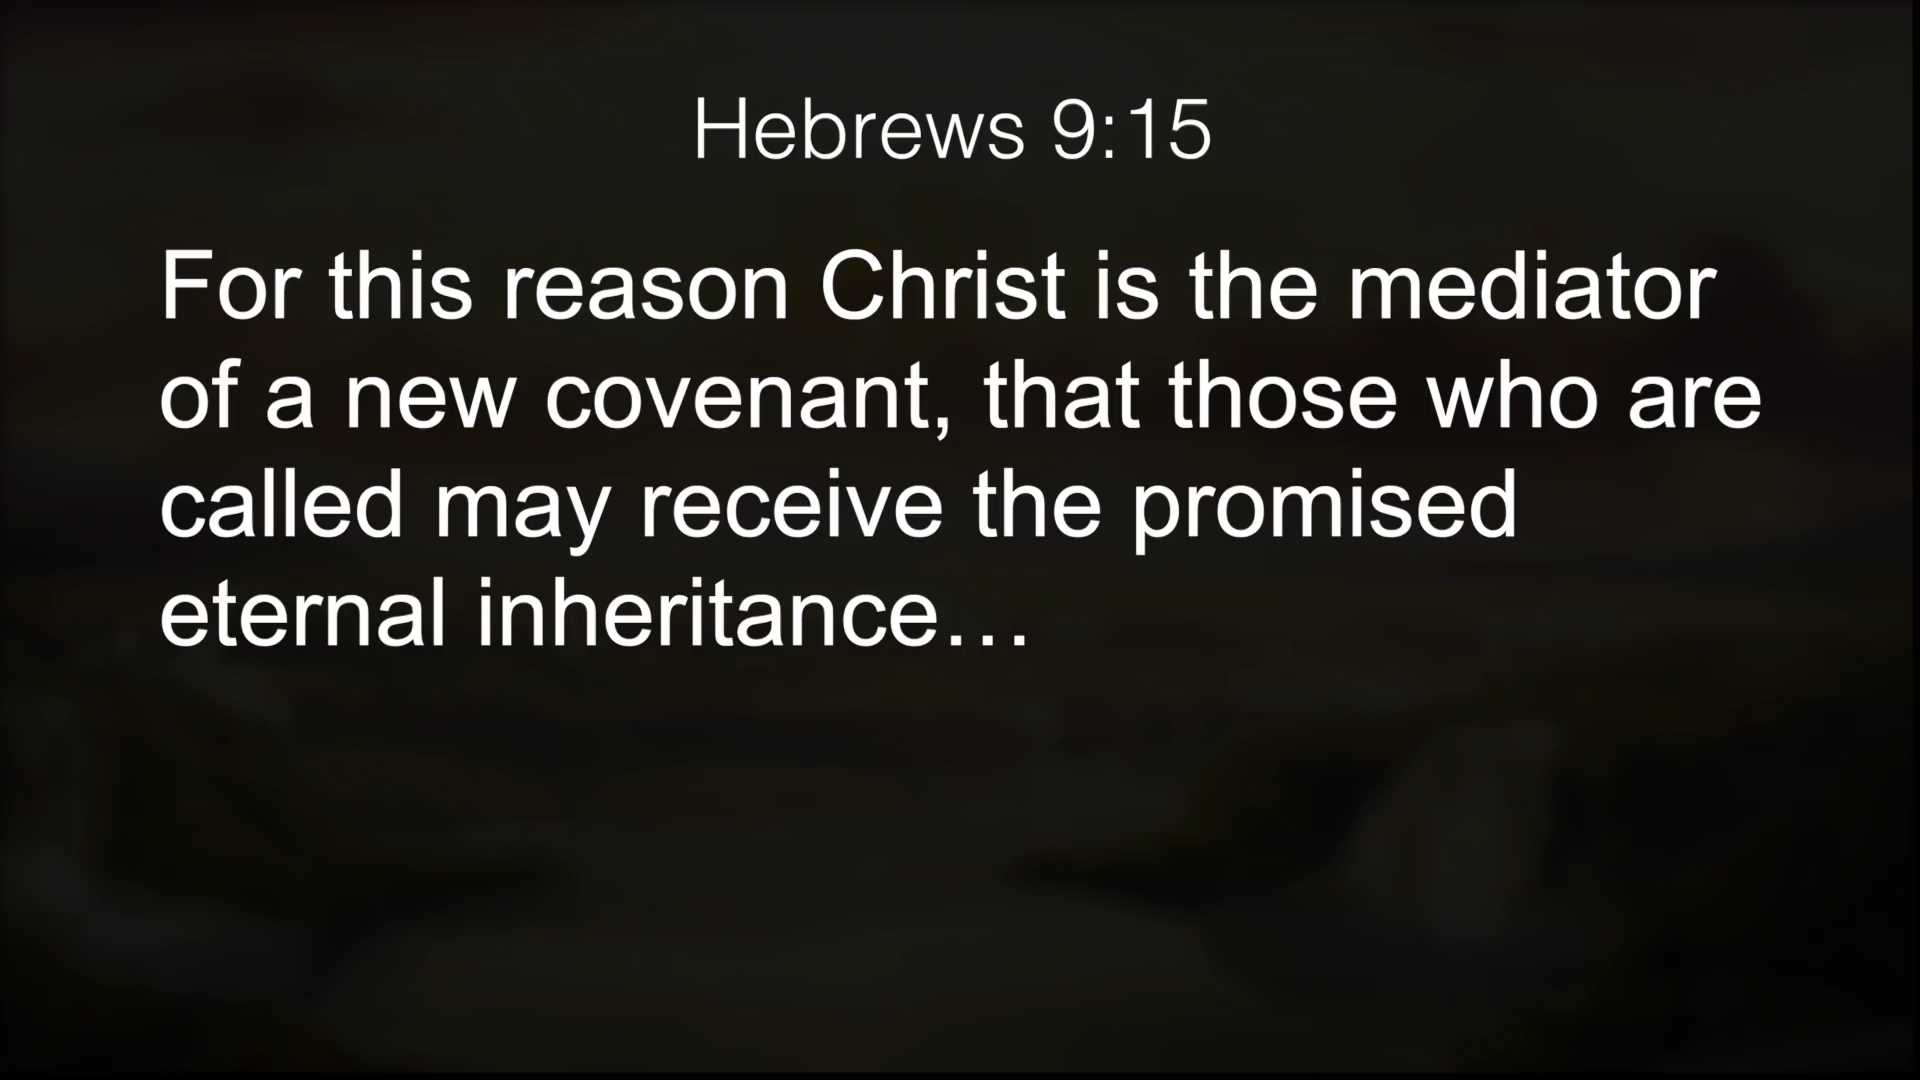 Hebrews 9:15
For this reason Christ is the mediator
of a new covenant, that those who are
called may receive the promised
eternal inheritance…